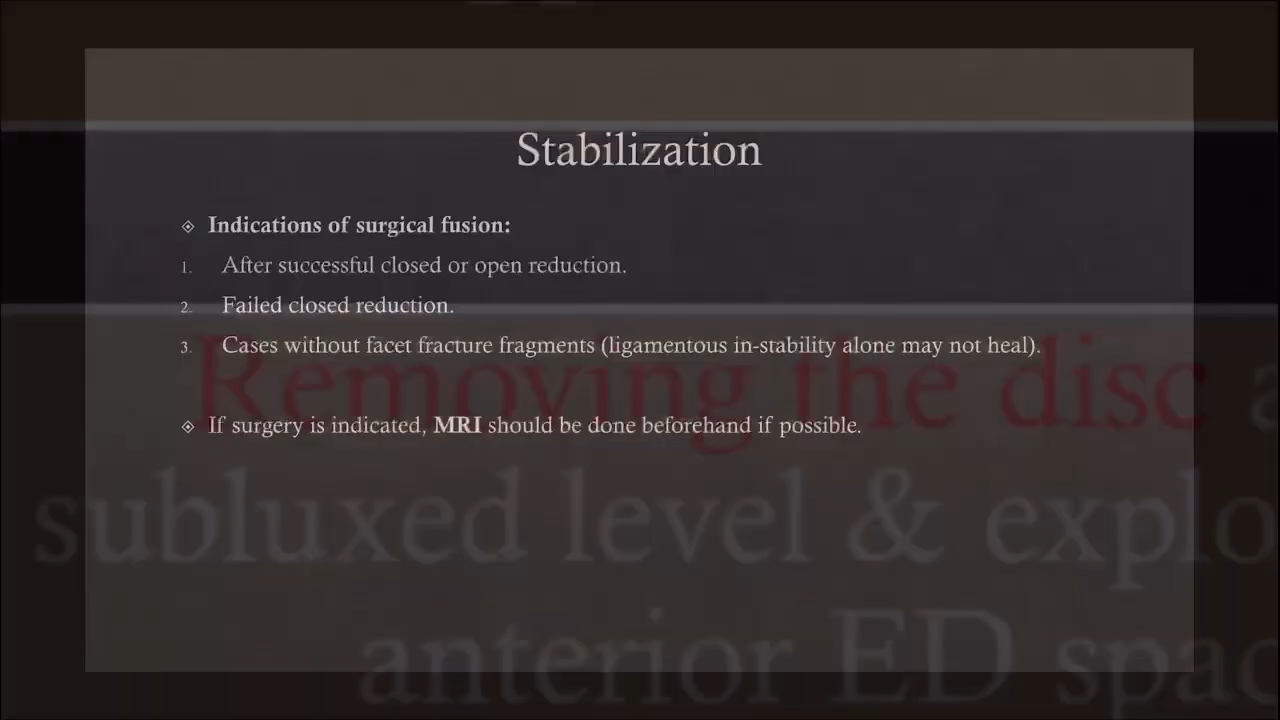 Stabilization
Indications of surgical fusion:
1. After successful closed or open reduction.
2. Failed closed reduction.
3. Cases without facet fracture fragments (ligamentous in-stability alone may not heal).
Removing the disc
If surgery is indicated, MRI should be done beforehand if possible.
subluxed level &
anterior ED